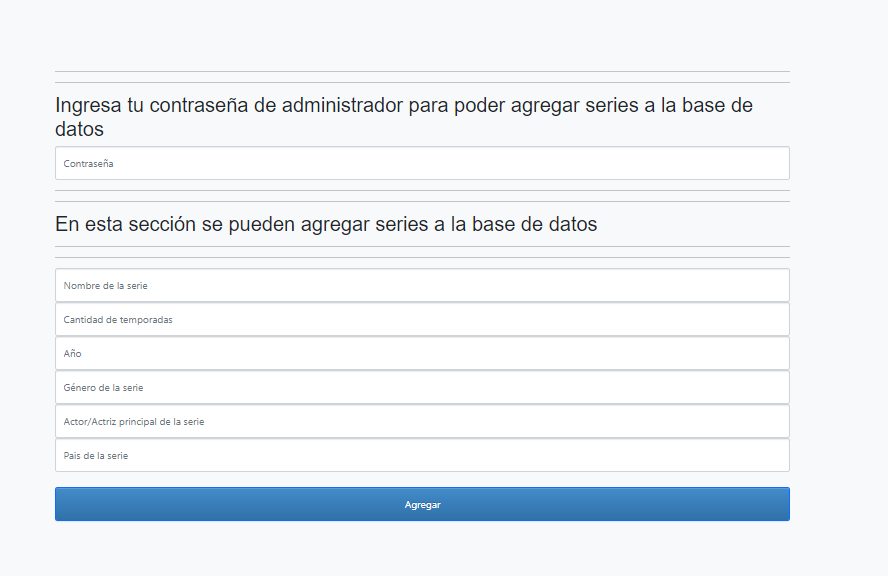 Ingresa tu contraseña de administrador para poder agregar series a la base de
datos
Contraseña
En esta sección se pueden agregar series a la base de datos
Nombre de la serie
Cantidad de temporadas
Año
Género de la serie
Actor/Actriz principal de la serie
Pais de la serie
Agregar